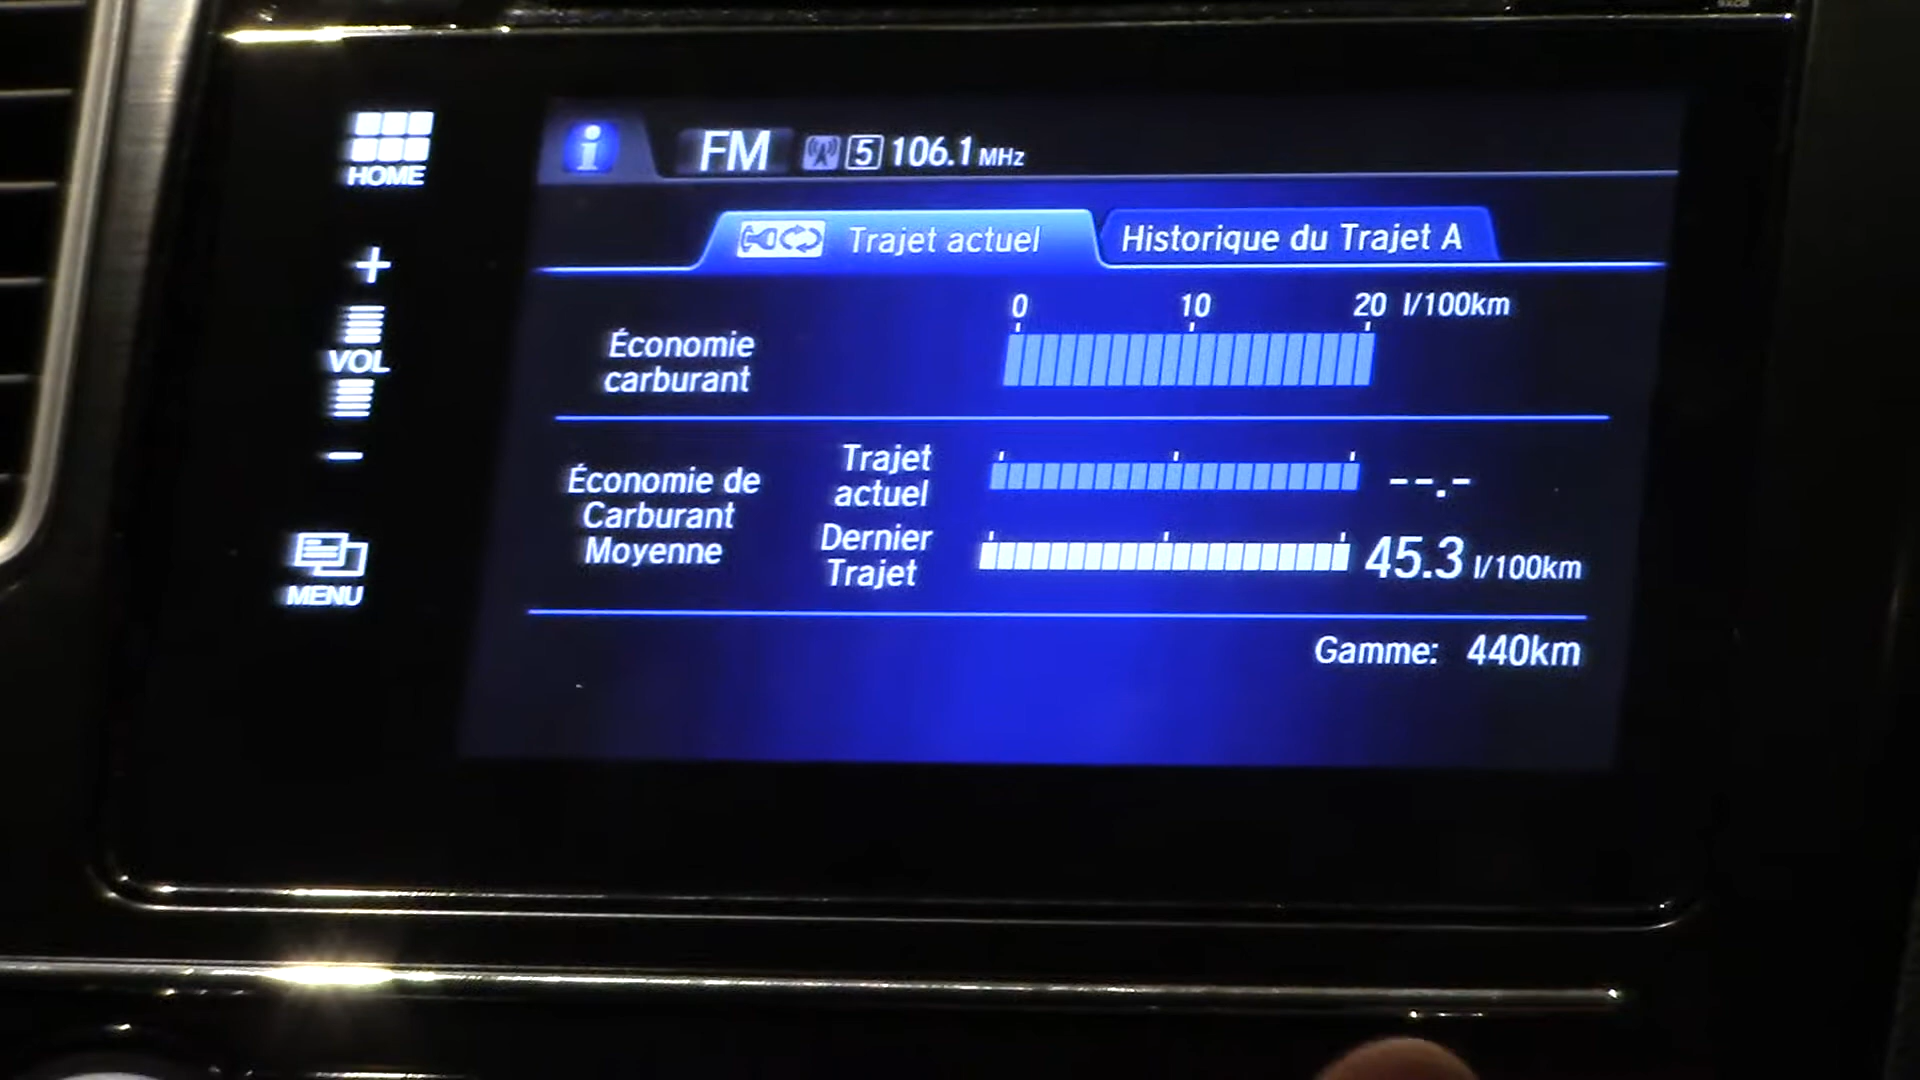 HOME
+
VOL
−
MENU
i FM 5 106.1 MHz
Trajet actuel Historique du Trajet A
0 10 20 l/100km
Économie
carburant
Économie de
Carburant
Moyenne
Trajet
actuel
--.-
Dernier
Trajet
45.3 l/100km
Gamme: 440km